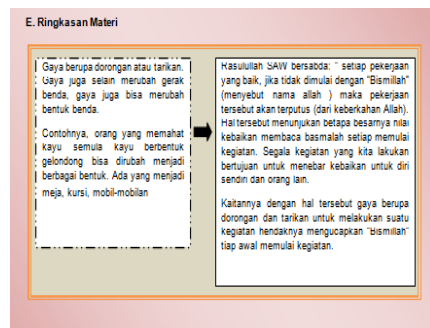 E. Ringkasan Materi
Gaya berupa dorongan atau tarikan.
Gaya juga selain merubah gerak
benda, gaya juga bisa merubah
bentuk benda.
Contohnya, orang yang memahat
kayu semula kayu berbentuk
gelondong bisa dirubah menjadi
berbagai bentuk. Ada yang menjadi
meja, kursi, mobil-mobilan
Rasulullah SAW bersabda: " setiap pekerjaan
yang baik, jika tidak dimulai dengan "Bismillah"
(menyebut nama allah ) maka pekerjaan
tersebut akan terputus (dari keberkahan Allah).
Hal tersebut menunjukan betapa besarnya nilai
kebaikan membaca basmalah setiap memulai
kegiatan. Segala kegiatan yang kita lakukan
bertujuan untuk menebar kebaikan untuk diri
sendiri dan orang lain.
Kaitannya dengan hal tersebut gaya berupa
dorongan dan tarikan untuk melakukan suatu
kegiatan hendaknya mengucapkan "Bismillah"
tiap awal memulai kegiatan.